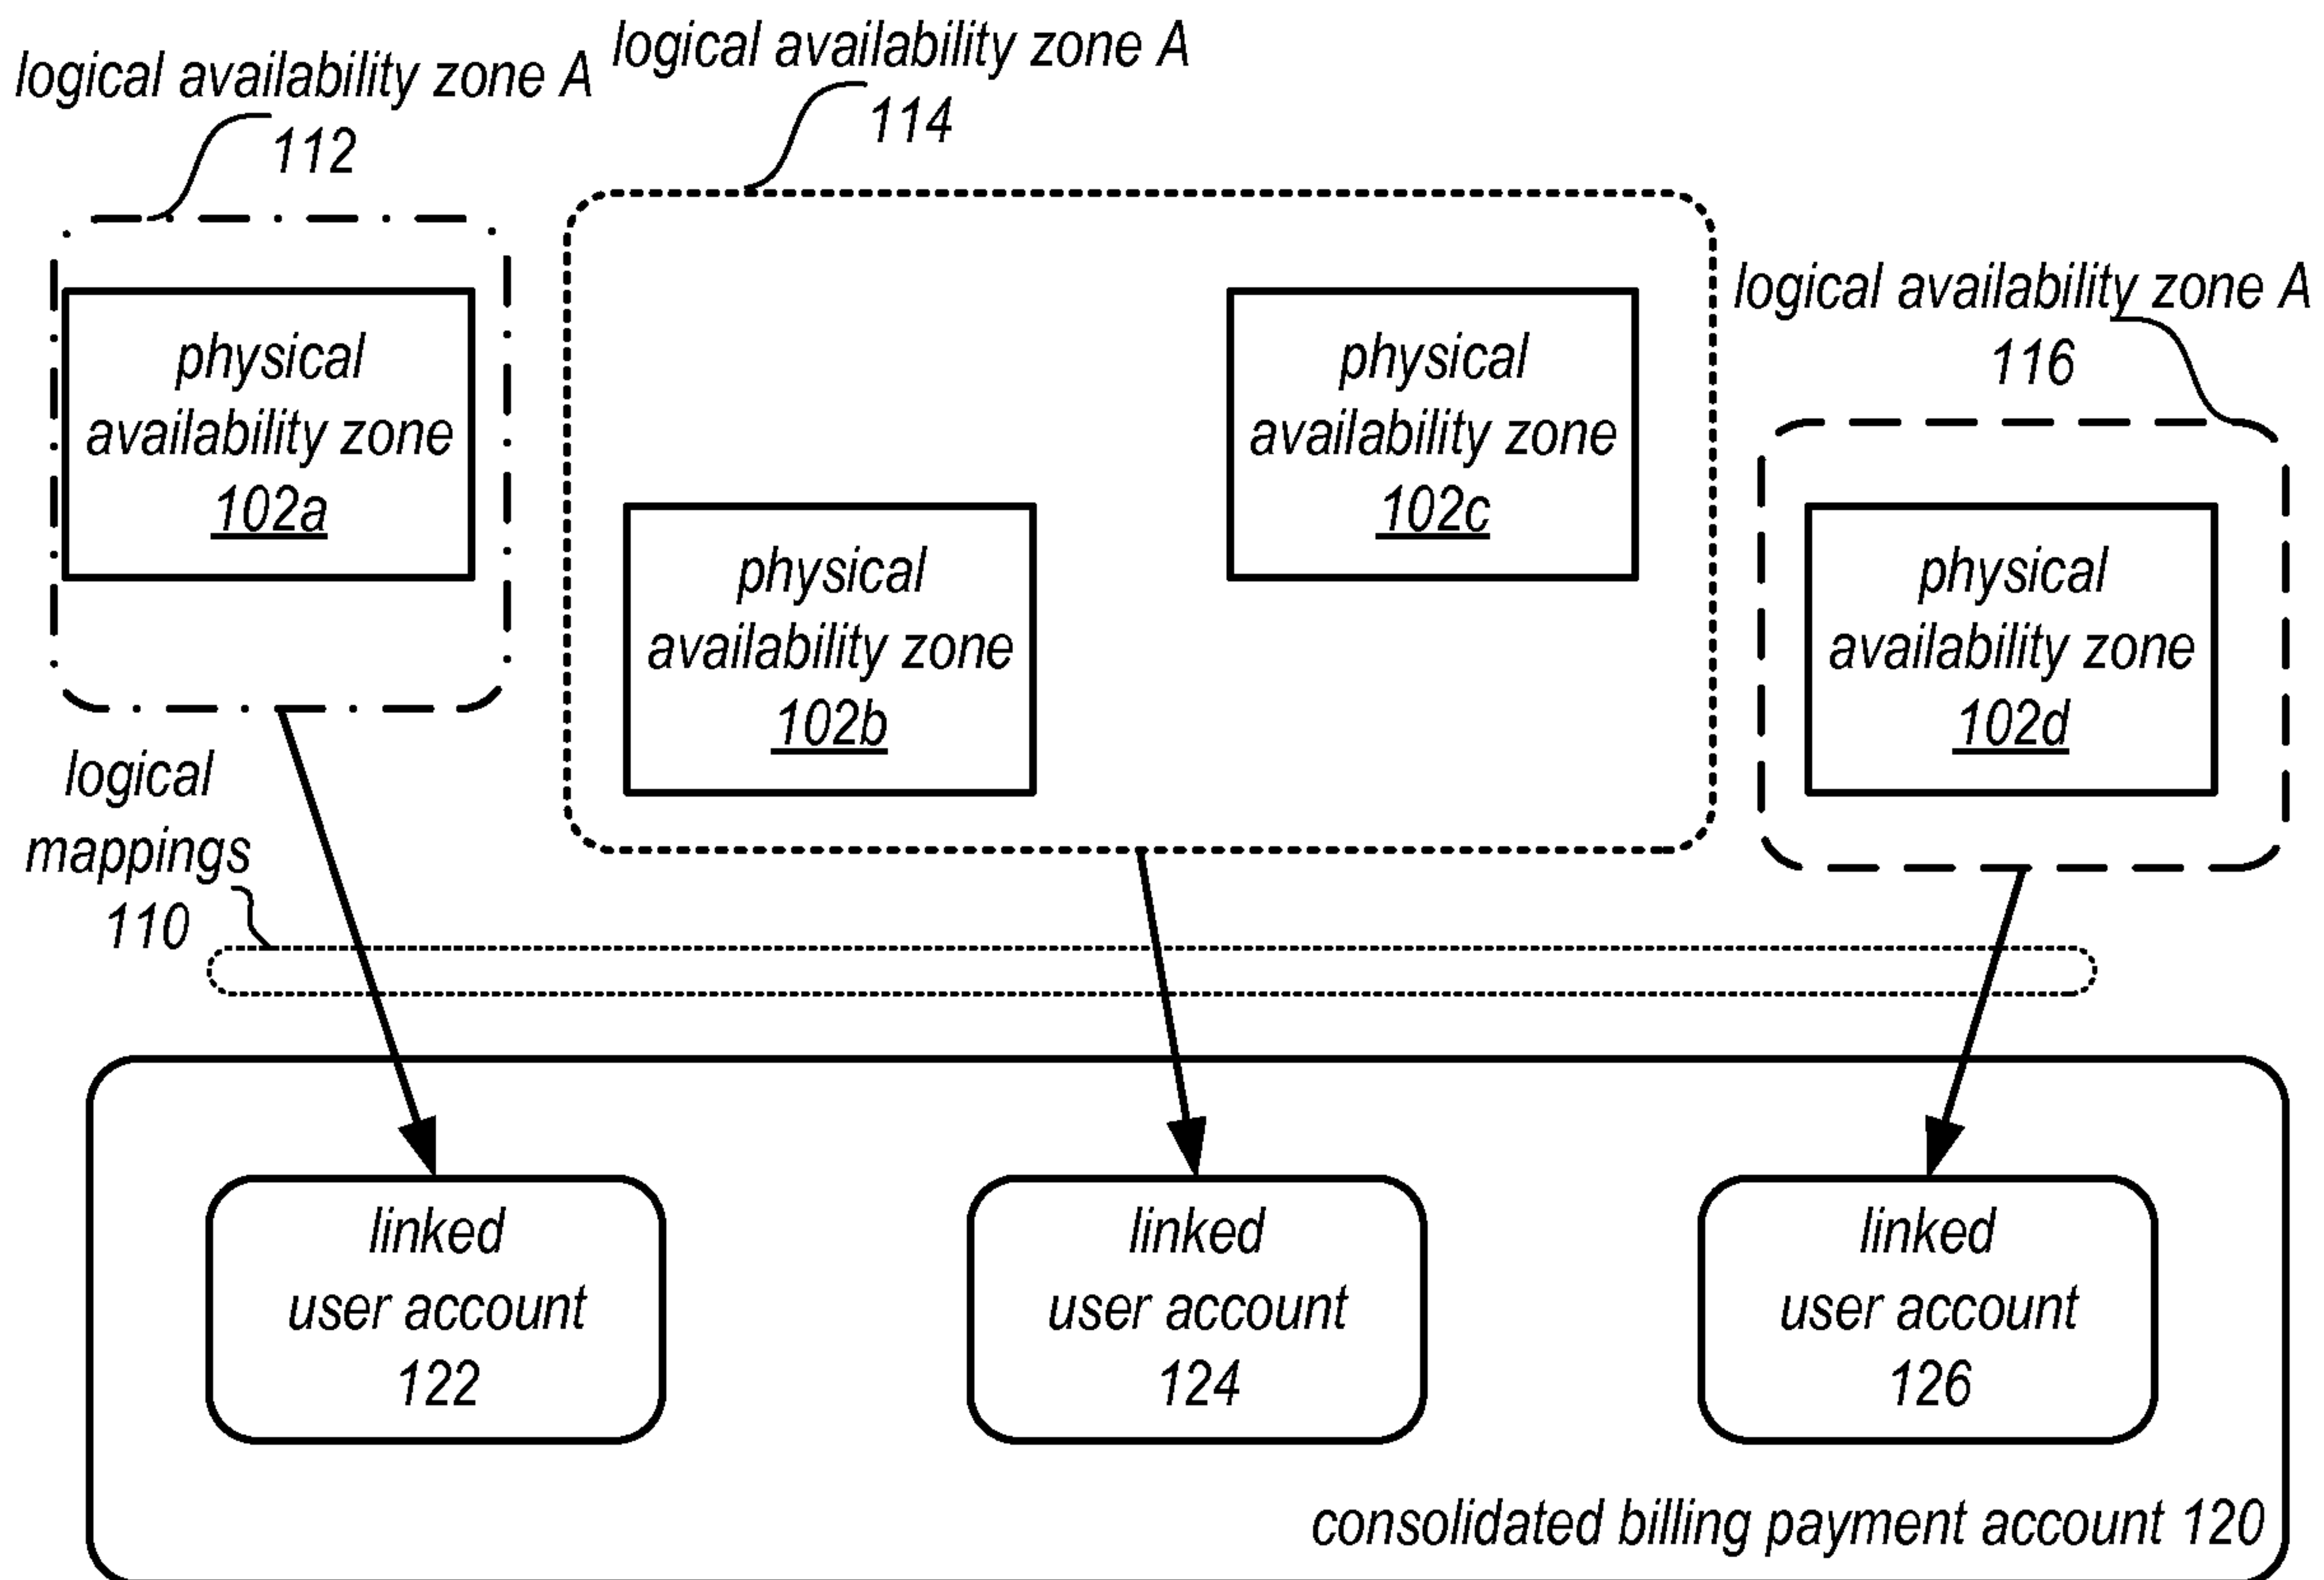 logical availability zone A
112
logical availability zone A
114
logical availability zone A
116
physical
availability zone
102a
physical
availability zone
102b
physical
availability zone
102c
physical
availability zone
102d
logical
mappings
110
linked
user account
122
linked
user account
124
linked
user account
126
consolidated billing payment account 120